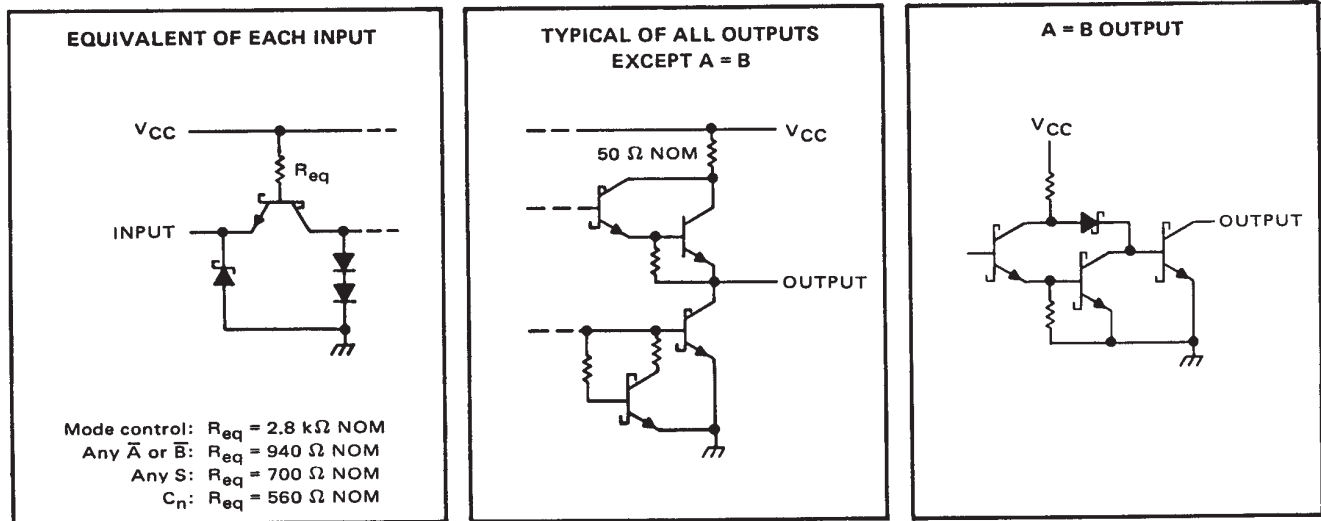 EQUIVALENT OF EACH INPUT
VCC
Req
INPUT
Mode control: Req = 2.8 kΩ NOM
Any A̅ or B̅: Req = 940 Ω NOM
Any S: Req = 700 Ω NOM
Cn: Req = 560 Ω NOM
TYPICAL OF ALL OUTPUTS
EXCEPT A = B
VCC
50 Ω NOM
OUTPUT
A = B OUTPUT
VCC
OUTPUT